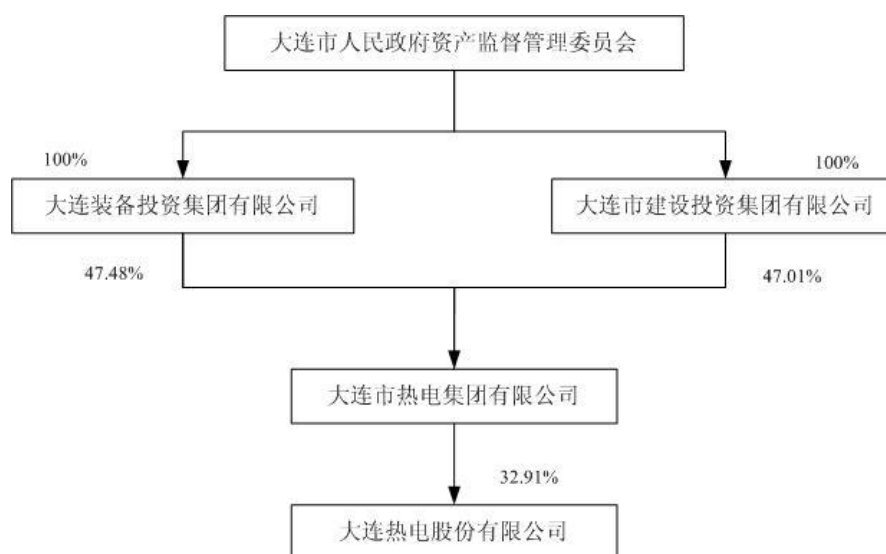 大连市人民政府资产监督管理委员会
100%
100%
大连装备投资集团有限公司
大连市建设投资集团有限公司
47.48%
47.01%
大连市热电集团有限公司
32.91%
大连热电股份有限公司